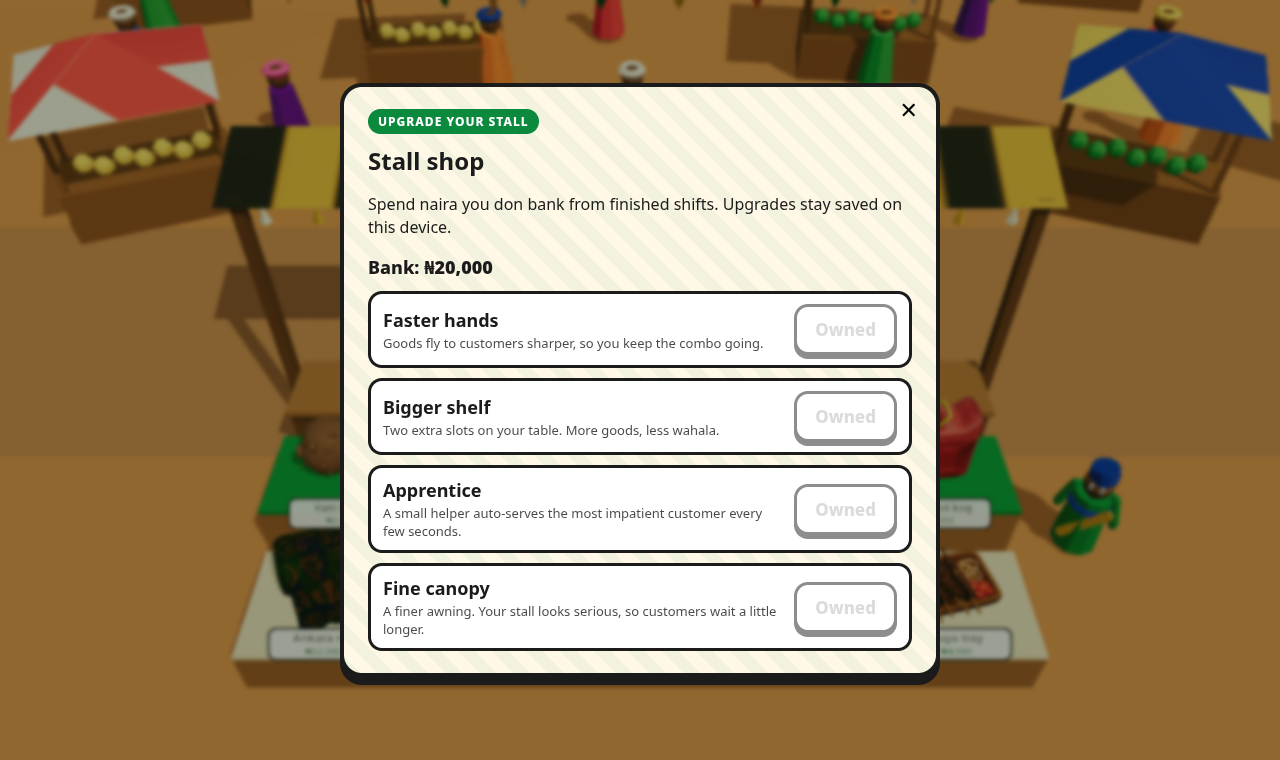 UPGRADE YOUR STALL
Stall shop
Spend naira you don bank from finished shifts. Upgrades stay saved on
this device.
Bank: ₦20,000
Faster hands
Goods fly to customers sharper, so you keep the combo going.
Owned
Bigger shelf
Two extra slots on your table. More goods, less wahala.
Owned
Apprentice
A small helper auto-serves the most impatient customer every
few seconds.
Owned
Fine canopy
A finer awning. Your stall looks serious, so customers wait a little
longer.
Owned
Ankara